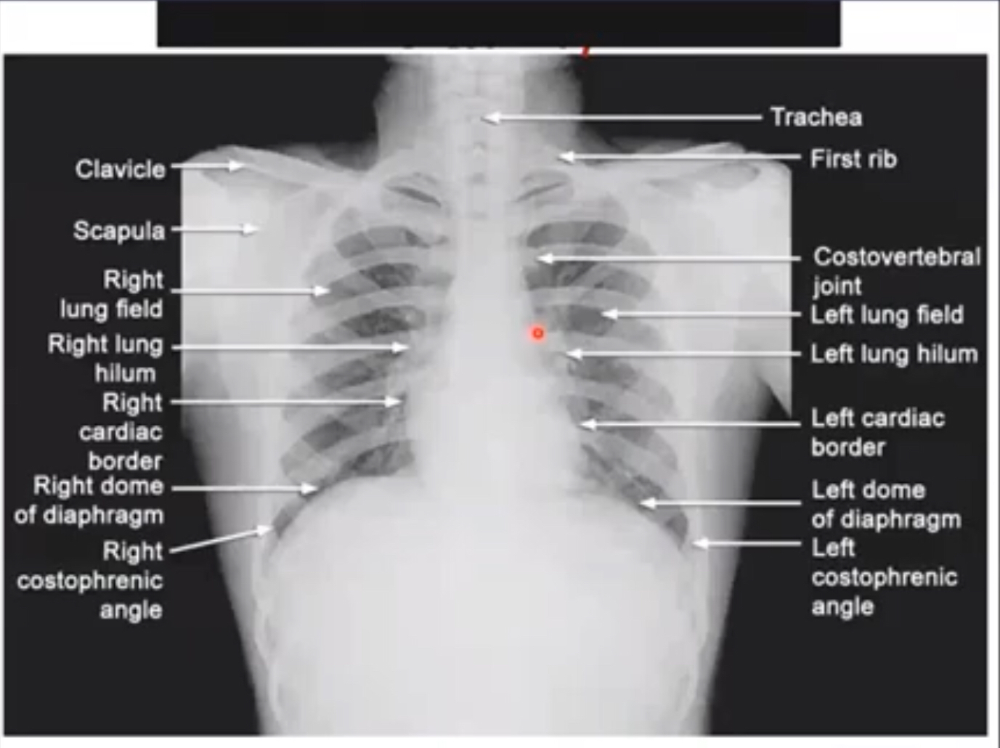 Trachea
First rib
Clavicle
Scapula
Costovertebral
joint
Right
lung field
Left lung field
Right lung
hilum
Left lung hilum
Right
cardiac
border
Left cardiac
border
Right dome
of diaphragm
Left dome
of diaphragm
Right
costophrenic
angle
Left
costophrenic
angle